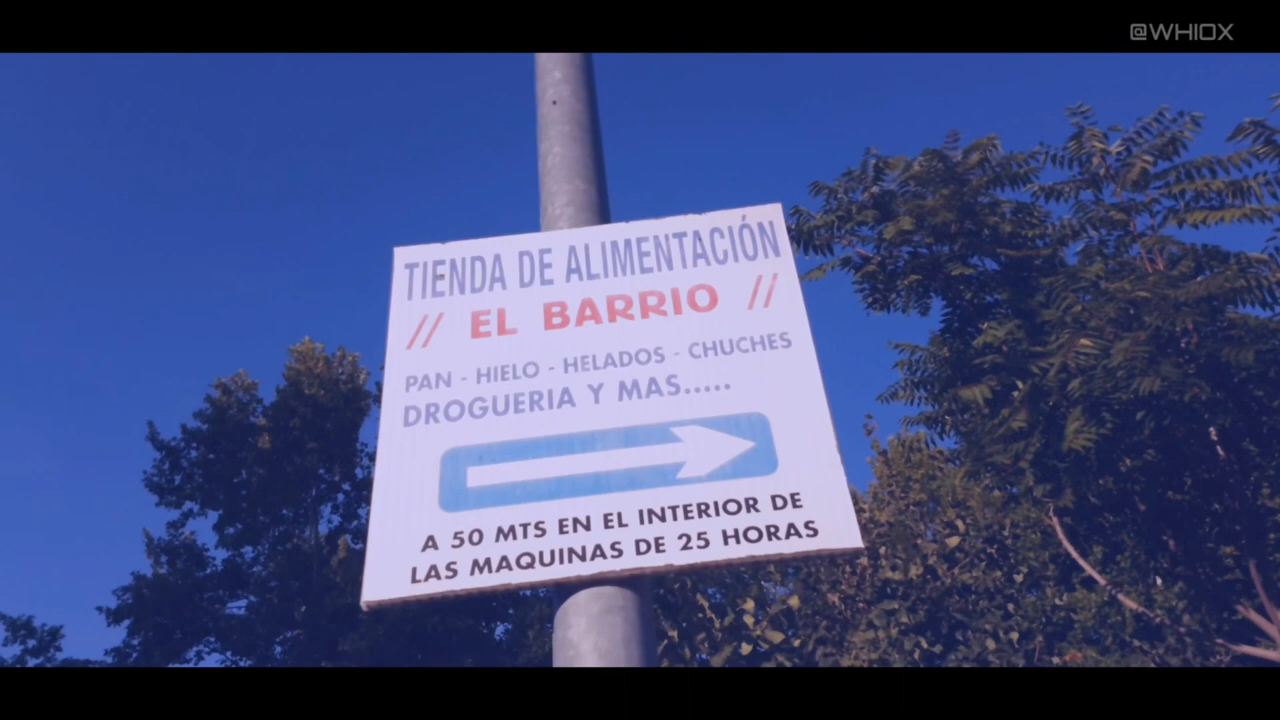 @WHIOX
TIENDA DE ALIMENTACIÓN
// EL BARRIO //
PAN - HIELO - HELADOS - CHUCHES
DROGUERIA Y MAS.....
A 50 MTS EN EL INTERIOR DE
LAS MAQUINAS DE 25 HORAS